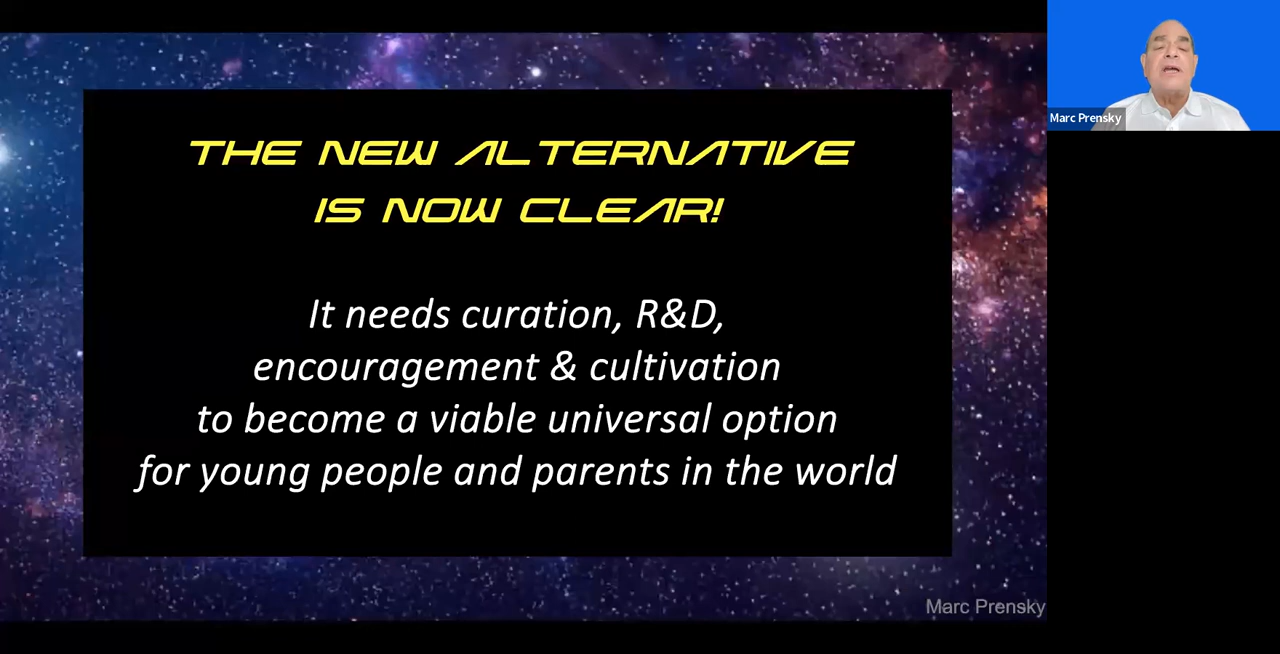 THE NEW ALTERNATIVE
IS NOW CLEAR!
It needs curation, R&D,
encouragement & cultivation
to become a viable universal option
for young people and parents in the world
Marc Prensky
Marc Prensky